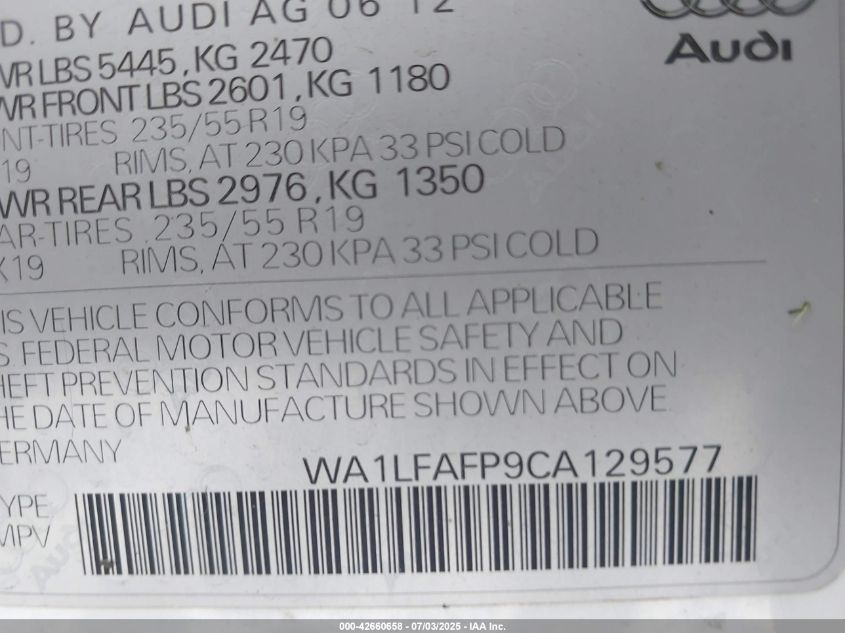 D. BY AUDI AG 06 12
Audi
WR LBS 5445, KG 2470
WR FRONT LBS 2601, KG 1180
NT-TIRES 235/55 R19
19 RIMS, AT 230 KPA 33 PSI COLD
WR REAR LBS 2976, KG 1350
AR-TIRES 235/55 R19
X19 RIMS, AT 230 KPA 33 PSI COLD
IS VEHICLE CONFORMS TO ALL APPLICABLE
S FEDERAL MOTOR VEHICLE SAFETY AND
HEFT PREVENTION STANDARDS IN EFFECT ON
HE DATE OF MANUFACTURE SHOWN ABOVE
ERMANY
WA1LFAFP9CA129577
YPE
MPV
000-42660658 - 07/03/2025 - IAA Inc.